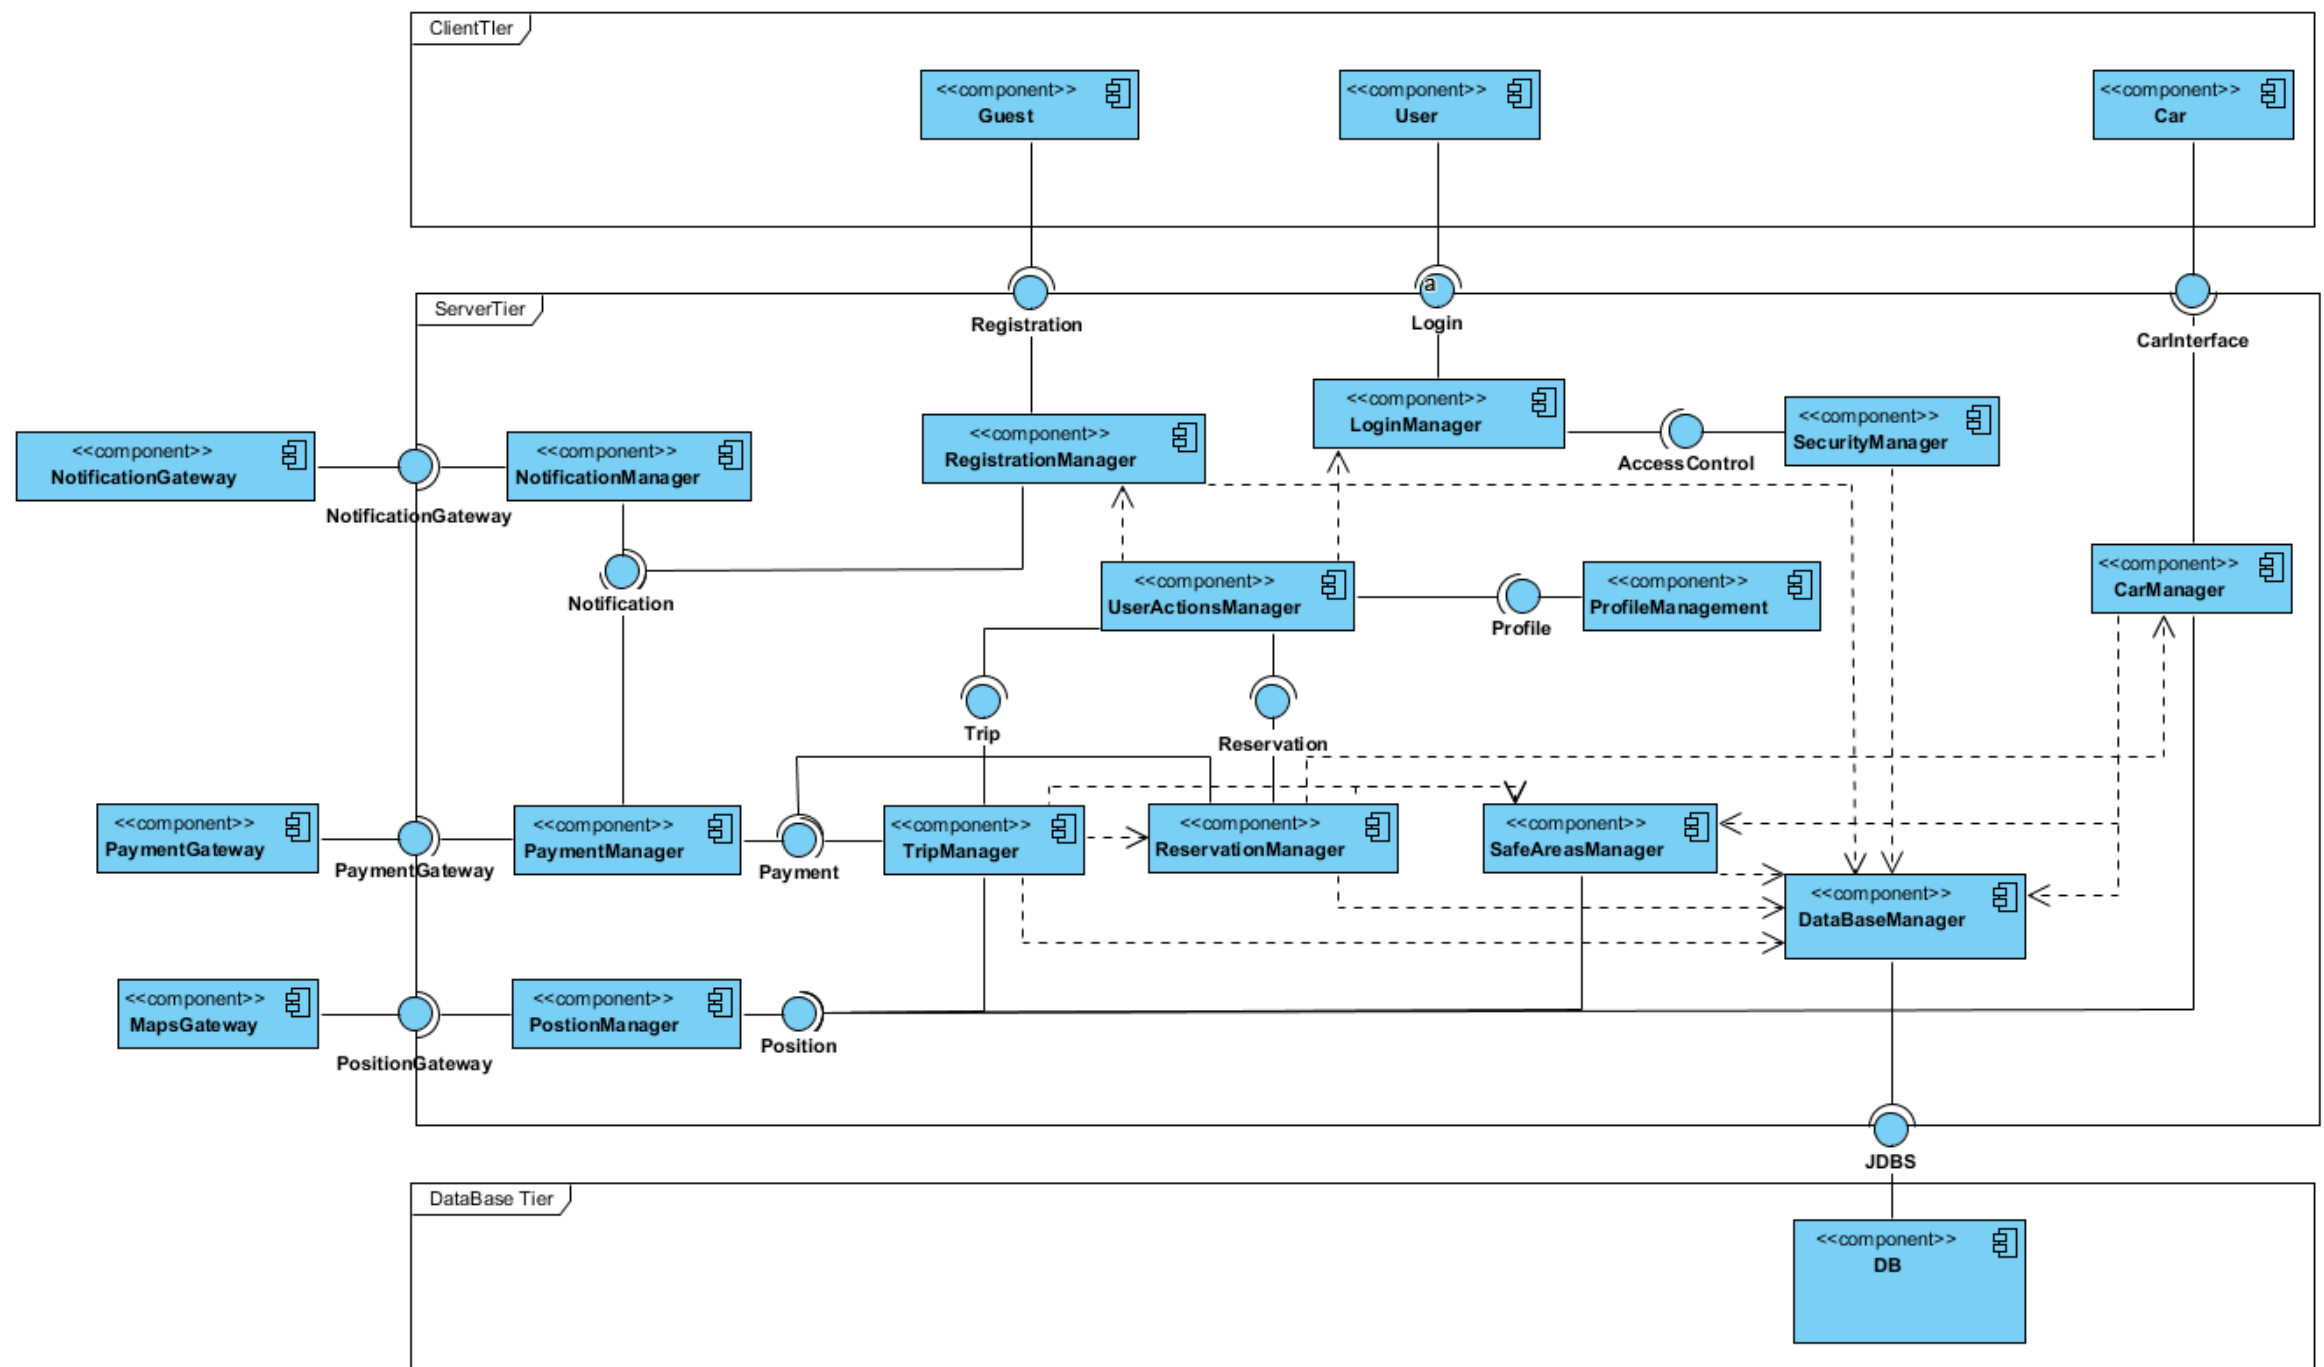 ClientTIer
<<component>>
Guest
<<component>>
User
<<component>>
Car
ServerTier
Registration
a
Login
CarInterface
<<component>>
NotificationGateway
NotificationGateway
<<component>>
NotificationManager
<<component>>
RegistrationManager
<<component>>
LoginManager
AccessControl
<<component>>
SecurityManager
Notification
<<component>>
UserActionsManager
Profile
<<component>>
ProfileManagement
<<component>>
CarManager
Trip
Reservation
<<component>>
PaymentGateway
PaymentGateway
<<component>>
PaymentManager
Payment
<<component>>
TripManager
<<component>>
ReservationManager
<<component>>
SafeAreasManager
<<component>>
DataBaseManager
<<component>>
MapsGateway
PositionGateway
<<component>>
PostionManager
Position
JDBS
DataBase Tier
<<component>>
DB